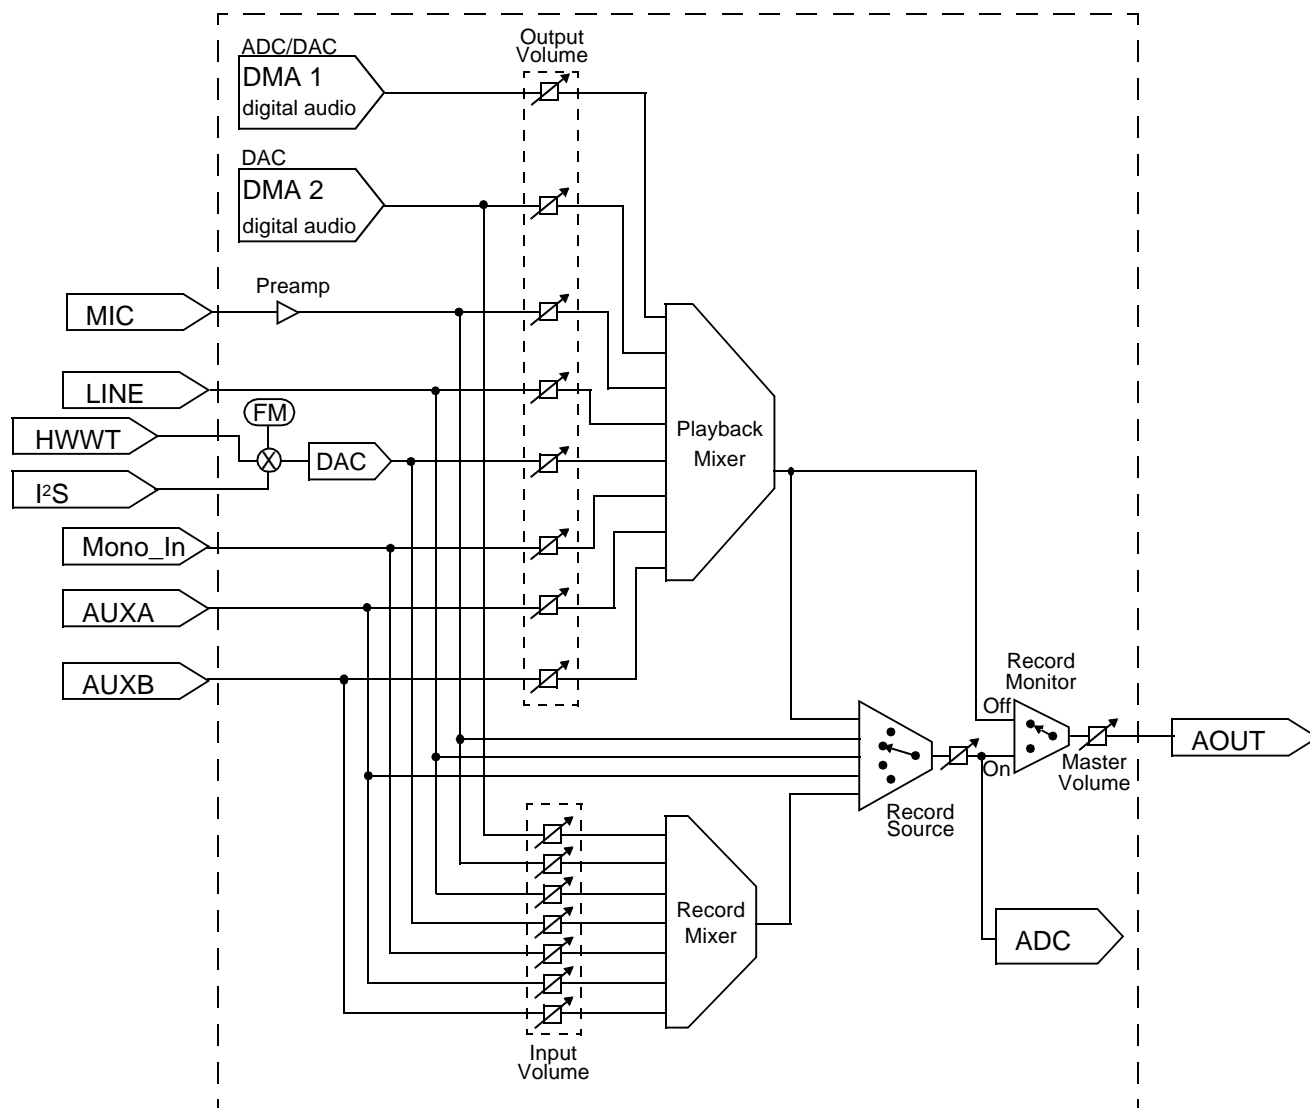 ADC/DAC
DMA 1
digital audio
Output
Volume
DAC
DMA 2
digital audio
Preamp
MIC
LINE
FM
HWWT
DAC
I²S
Playback
Mixer
Mono_In
AUXA
AUXB
Record
Monitor
Off
On
AOUT
Master
Volume
Record
Source
Record
Mixer
ADC
Input
Volume